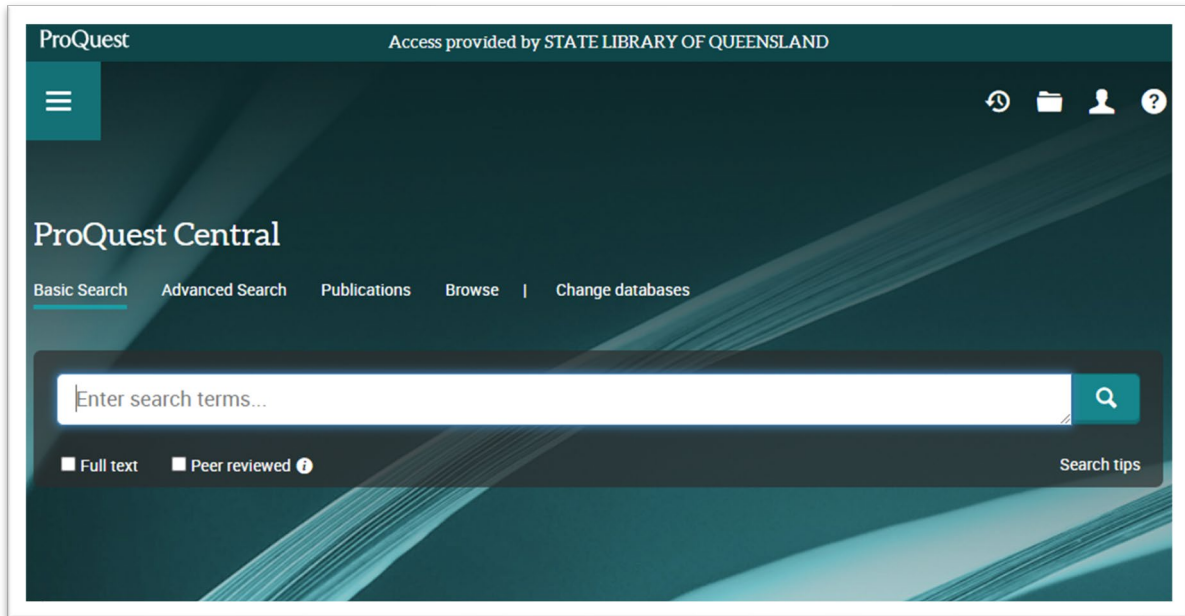 ProQuest
Access provided by STATE LIBRARY OF QUEENSLAND
ProQuest Central
Basic Search Advanced Search Publications Browse | Change databases
Enter search terms...
Full text Peer reviewed
Search tips